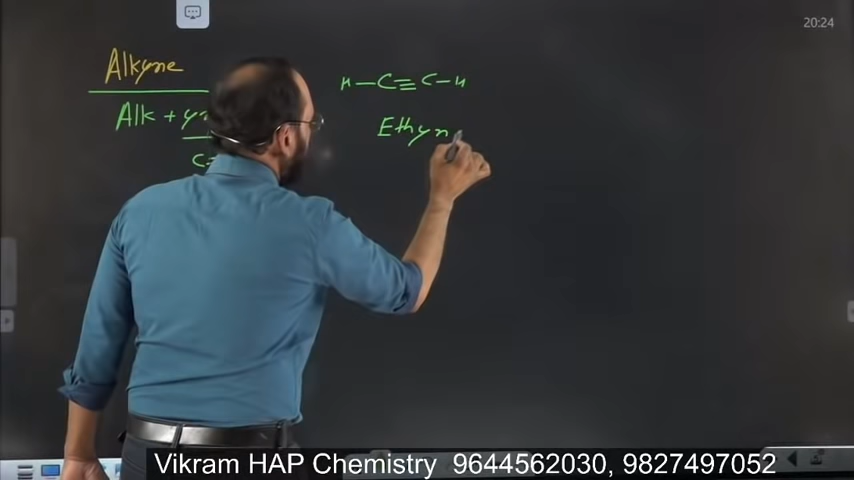 20:24
Alkyne
H-C≡C-H
Alk + yn
Ethyn
C=
Vikram HAP Chemistry 9644562030, 9827497052